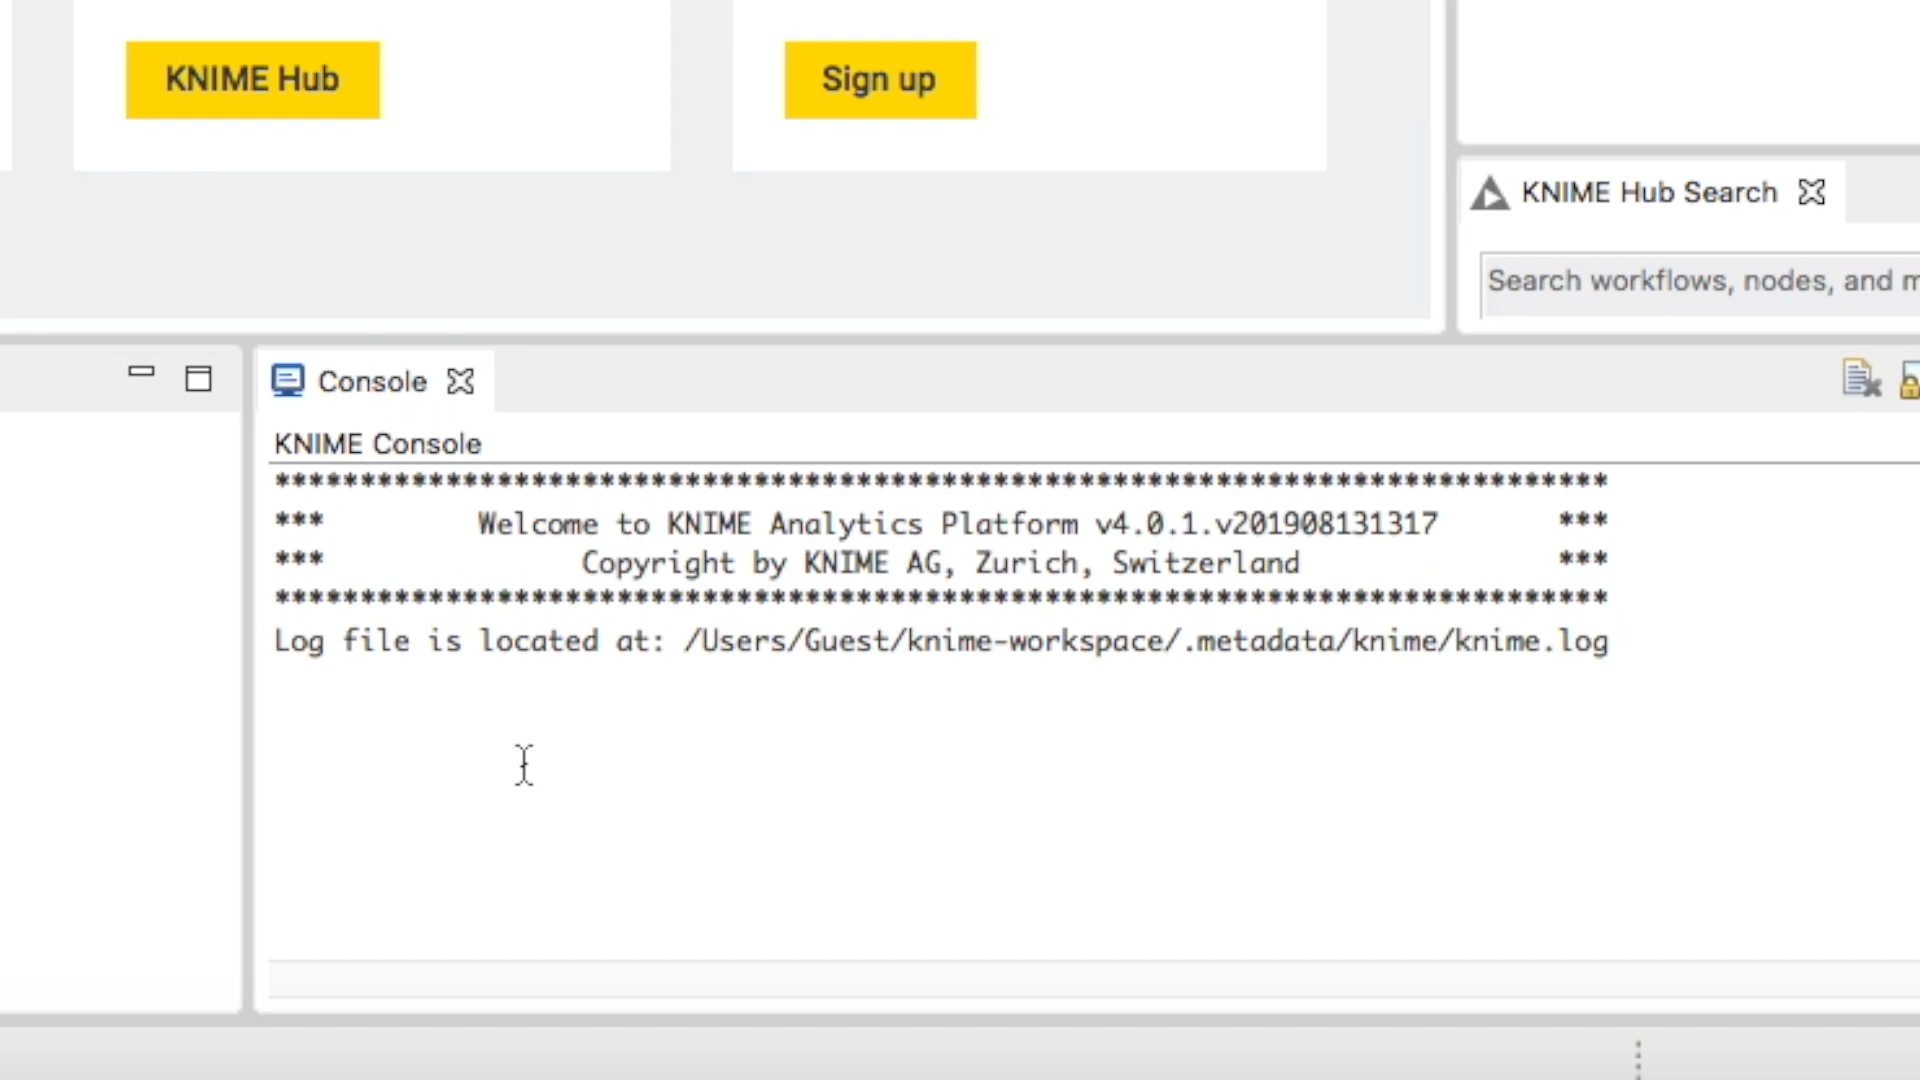 KNIME Hub
Sign up
KNIME Hub Search
Search workflows, nodes, and m
Console
KNIME Console
******************************************************************************
*** Welcome to KNIME Analytics Platform v4.0.1.v201908131317 ***
*** Copyright by KNIME AG, Zurich, Switzerland ***
******************************************************************************
Log file is located at: /Users/Guest/knime-workspace/.metadata/knime/knime.log